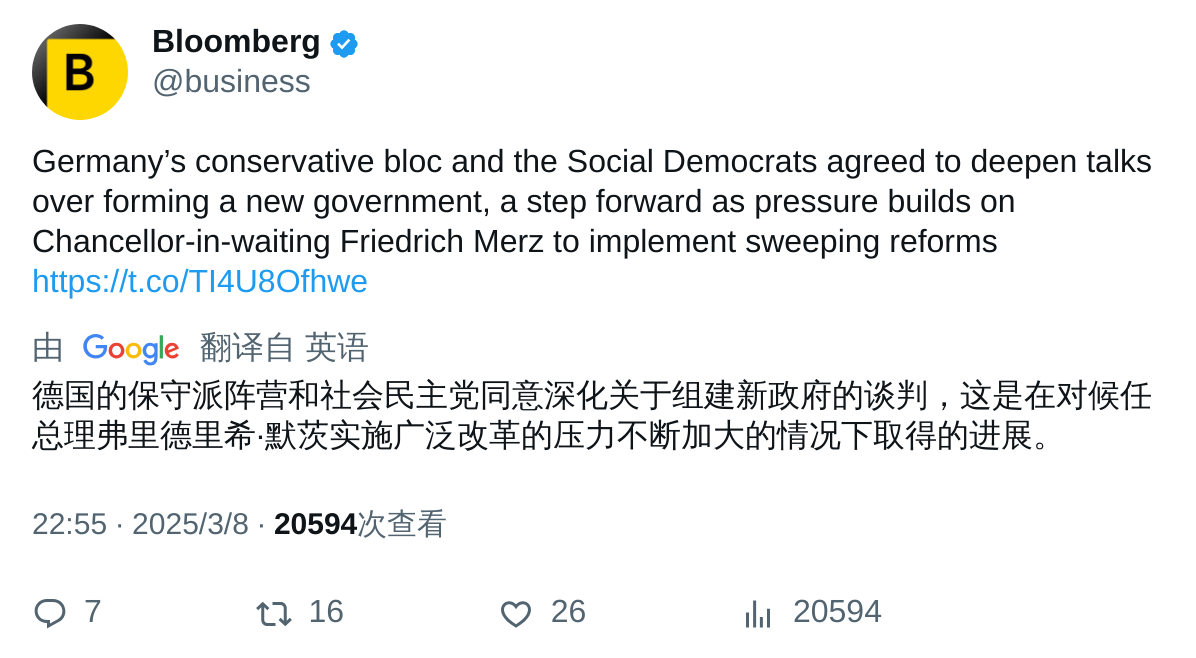 B
Bloomberg
@business
Germany’s conservative bloc and the Social Democrats agreed to deepen talks
over forming a new government, a step forward as pressure builds on
Chancellor-in-waiting Friedrich Merz to implement sweeping reforms
https://t.co/TI4U8Ofhwe
由 Google 翻译自 英语
德国的保守派阵营和社会民主党同意深化关于组建新政府的谈判，这是在对候任
总理弗里德里希·默茨实施广泛改革的压力不断加大的情况下取得的进展。
22:55 · 2025/3/8 · 20594次查看
7 16 26 20594